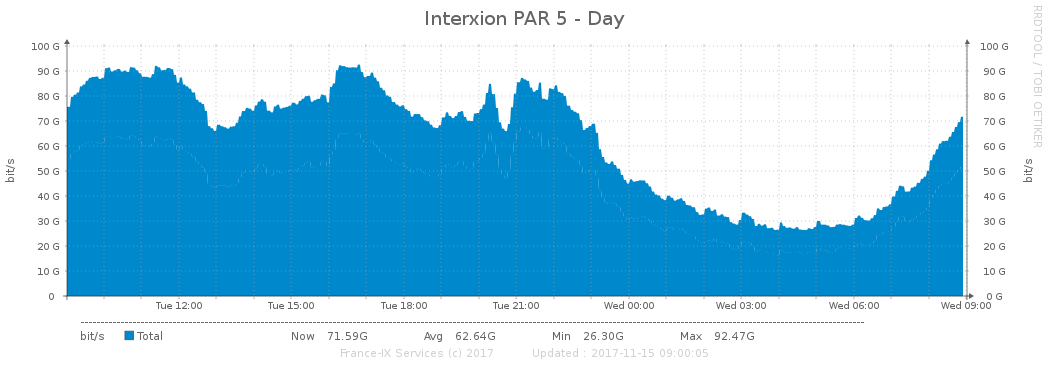 Interxion PAR 5 - Day
RRDTOOL / TOBI OETIKER
bit/s
100 G
90 G
80 G
70 G
60 G
50 G
40 G
30 G
20 G
10 G
0
100 G
90 G
80 G
70 G
60 G
50 G
40 G
30 G
20 G
10 G
0 G
bit/s
Tue 12:00 Tue 15:00 Tue 18:00 Tue 21:00 Wed 00:00 Wed 03:00 Wed 06:00 Wed 09:00
bit/s Total Now 71.59G Avg 62.64G Min 26.30G Max 92.47G
France-IX Services (c) 2017 Updated : 2017-11-15 09:00:05